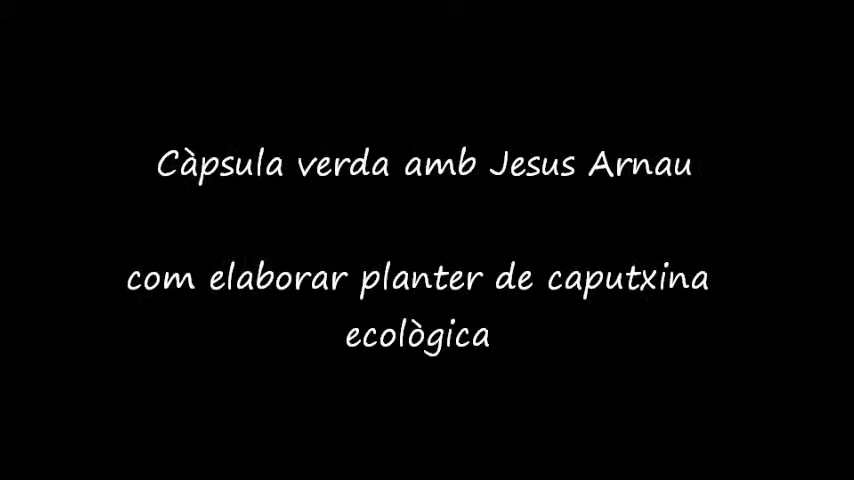 Càpsula verda amb Jesus Arnau
com elaborar planter de caputxina
ecològica